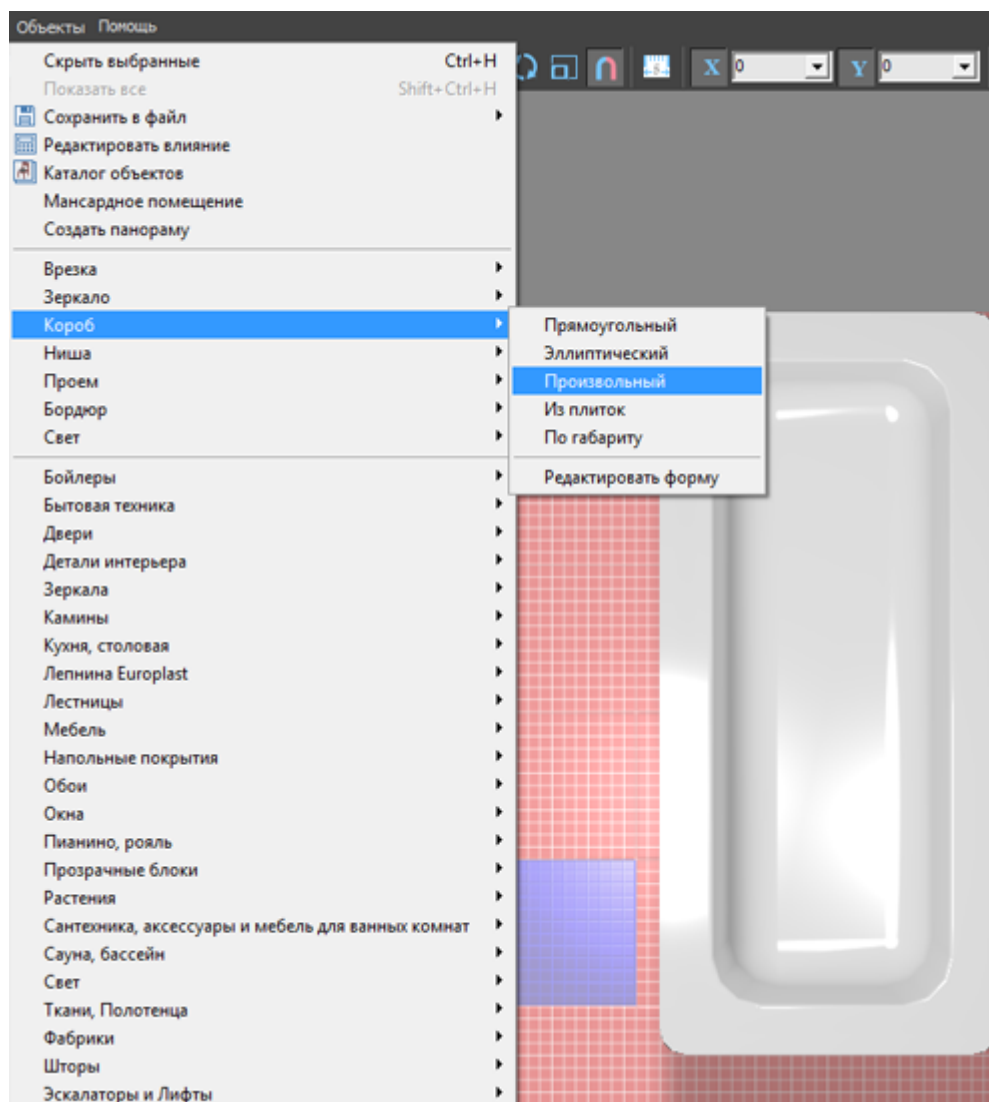 Объекты Помощь
Скрыть выбранные Ctrl+H
Показать все Shift+Ctrl+H
Сохранить в файл
Редактировать влияние
Каталог объектов
Мансардное помещение
Создать панораму
Врезка
Зеркало
Короб
Ниша
Проем
Бордюр
Свет
Бойлеры
Бытовая техника
Двери
Детали интерьера
Зеркала
Камины
Кухня, столовая
Лепнина Europlast
Лестницы
Мебель
Напольные покрытия
Обои
Окна
Пианино, рояль
Прозрачные блоки
Растения
Сантехника, аксессуары и мебель для ванных комнат
Сауна, бассейн
Свет
Ткани, Полотенца
Фабрики
Шторы
Эскалаторы и Лифты
Прямоугольный
Эллиптический
Произвольный
Из плиток
По габариту
Редактировать форму
X 0 Y 0